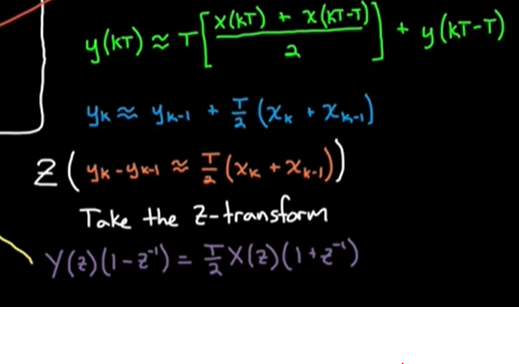 y(kT) ≈ T[(x(kT) + x(kT-T))/2] + y(kT-T)
yₖ ≈ yₖ₋₁ + T/2 (xₖ + xₖ₋₁)
Z(yₖ - yₖ₋₁ ≈ T/2 (xₖ + xₖ₋₁))
Take the z-transform
Y(z)(1-z⁻¹) = T/2 X(z)(1+z⁻¹)